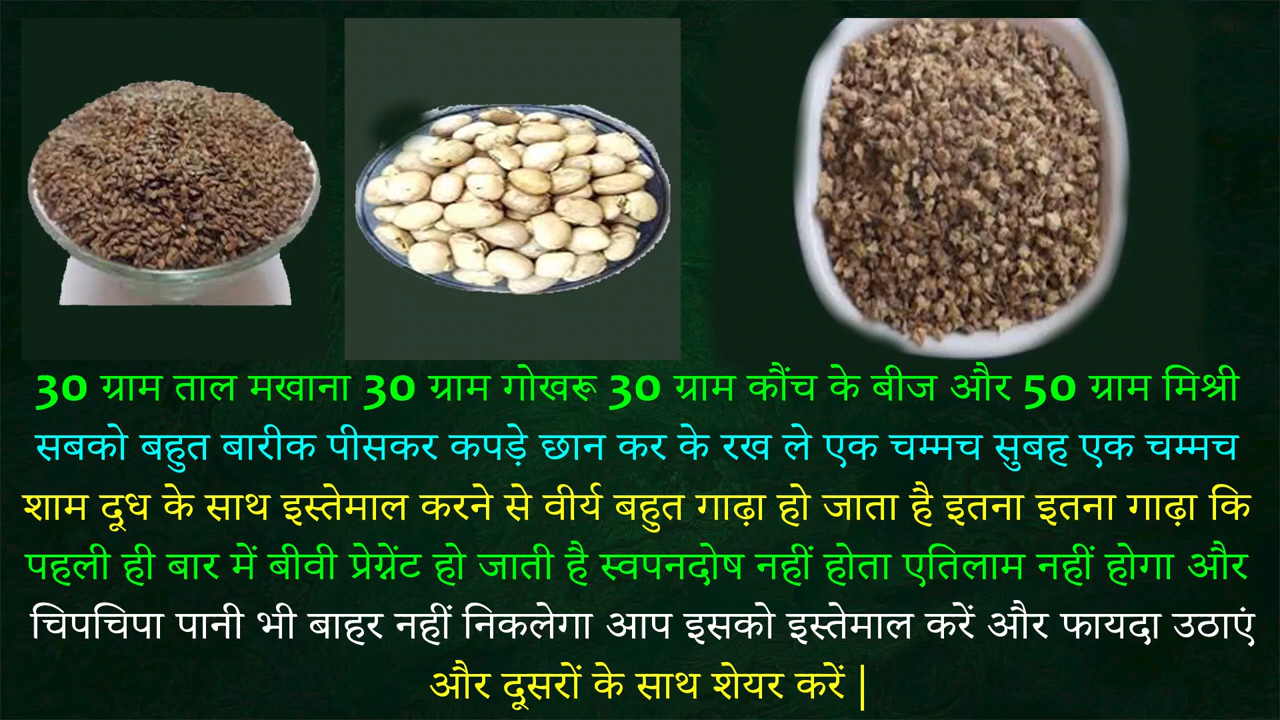 30 ग्राम ताल मखाना 30 ग्राम गोखरू 30 ग्राम कौंच के बीज और 50 ग्राम मिश्री
सबको बहुत बारीक पीसकर कपड़े छान कर के रख ले एक चम्मच सुबह एक चम्मच
शाम दूध के साथ इस्तेमाल करने से वीर्य बहुत गाढ़ा हो जाता है इतना इतना गाढ़ा कि
पहली ही बार में बीवी प्रेग्नेंट हो जाती है स्वपनदोष नहीं होता एतिलाम नहीं होगा और
चिपचिपा पानी भी बाहर नहीं निकलेगा आप इसको इस्तेमाल करें और फायदा उठाएं
और दूसरों के साथ शेयर करें |